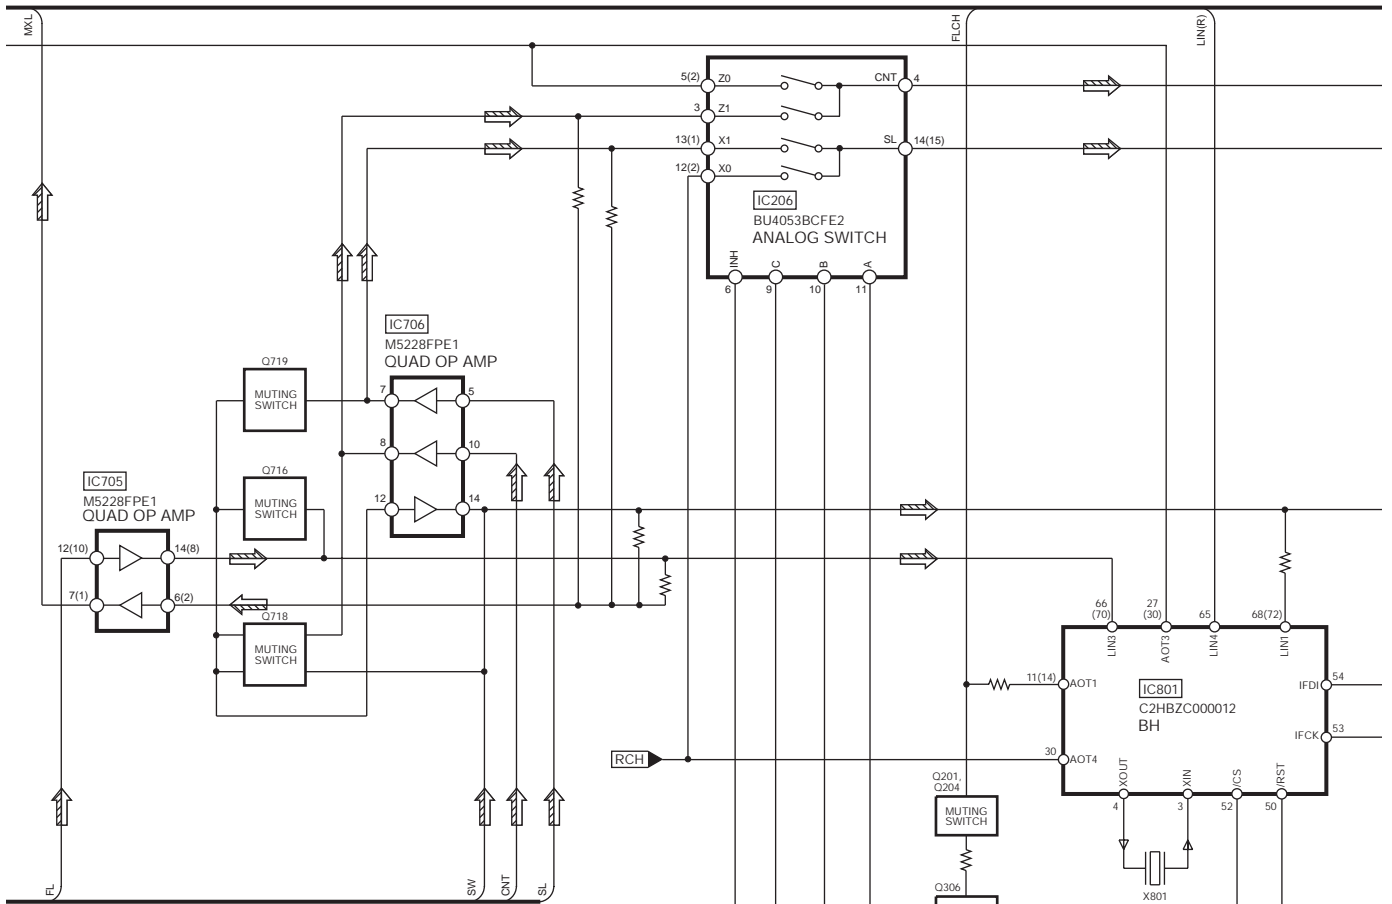 MXL
FLCH
LIN(R)
5(2)
Z0
CNT
4
3
Z1
13(1)
X1
SL
14(15)
12(2)
X0
IC206
BU4053BCFE2
ANALOG SWITCH
INH
C
B
A
6
9
10
11
IC706
M5228FPE1
QUAD OP AMP
Q719
MUTING
SWITCH
7
5
8
10
Q716
MUTING
SWITCH
12
14
IC705
M5228FPE1
QUAD OP AMP
12(10)
14(8)
7(1)
6(2)
Q718
MUTING
SWITCH
66
(70)
27
(30)
65
68(72)
LIN3
AOT3
LIN4
LIN1
11(14)
AOT1
IC801
C2HBZC000012
BH
IFDI
54
IFCK
53
RCH
30
AOT4
XOUT
XIN
/CS
/RST
4
3
52
50
Q201,
Q204
MUTING
SWITCH
X801
Q306
FL
SW
CNT
SL